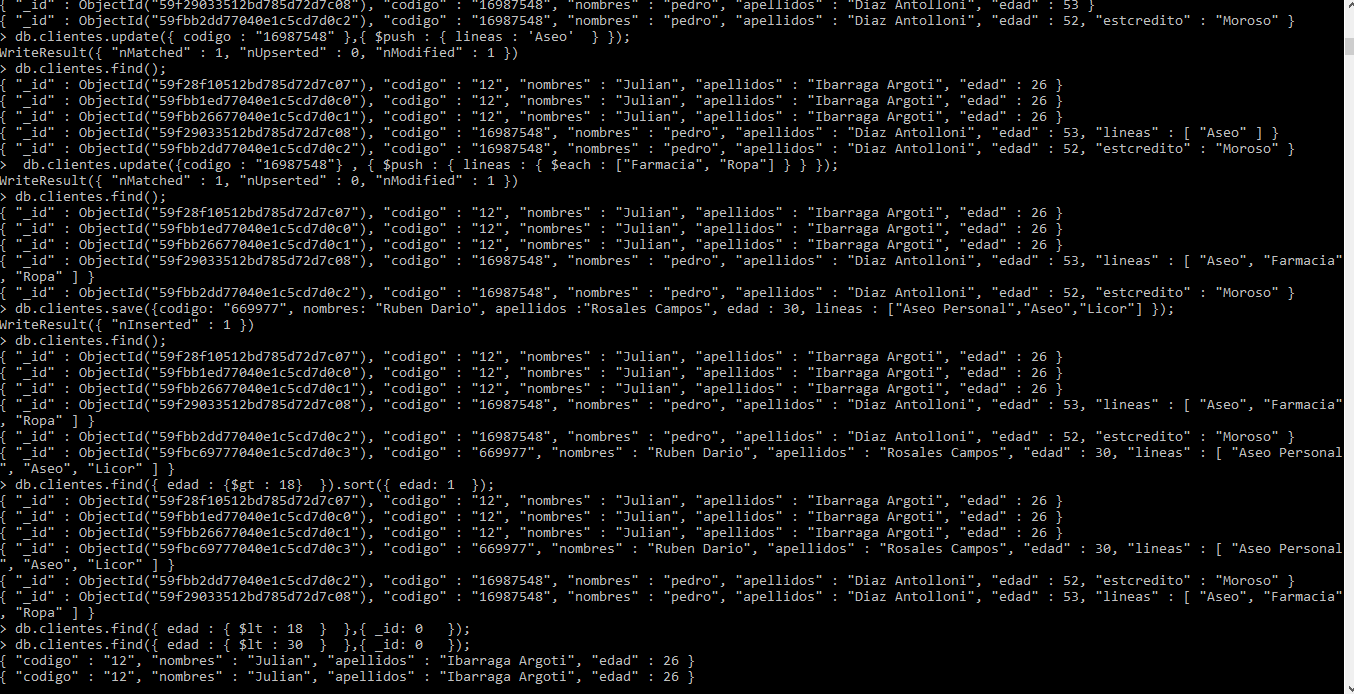 { "_id" : ObjectId("59f29033512bd785d72d7c08"), "codigo" : "16987548", "nombres" : "pedro", "apellidos" : "Diaz Antolloni", "edad" : 53 }
{ "_id" : ObjectId("59fbb2dd77040e1c5cd7d0c2"), "codigo" : "16987548", "nombres" : "pedro", "apellidos" : "Diaz Antolloni", "edad" : 52, "estcredito" : "Moroso" }
> db.clientes.update({ codigo : "16987548" },{ $push : { lineas : 'Aseo'  } });
WriteResult({ "nMatched" : 1, "nUpserted" : 0, "nModified" : 1 })
> db.clientes.find();
{ "_id" : ObjectId("59f28f10512bd785d72d7c07"), "codigo" : "12", "nombres" : "Julian", "apellidos" : "Ibarraga Argoti", "edad" : 26 }
{ "_id" : ObjectId("59fbb1ed77040e1c5cd7d0c0"), "codigo" : "12", "nombres" : "Julian", "apellidos" : "Ibarraga Argoti", "edad" : 26 }
{ "_id" : ObjectId("59fbb26677040e1c5cd7d0c1"), "codigo" : "12", "nombres" : "Julian", "apellidos" : "Ibarraga Argoti", "edad" : 26 }
{ "_id" : ObjectId("59f29033512bd785d72d7c08"), "codigo" : "16987548", "nombres" : "pedro", "apellidos" : "Diaz Antolloni", "edad" : 53, "lineas" : [ "Aseo" ] }
{ "_id" : ObjectId("59fbb2dd77040e1c5cd7d0c2"), "codigo" : "16987548", "nombres" : "pedro", "apellidos" : "Diaz Antolloni", "edad" : 52, "estcredito" : "Moroso" }
>  db.clientes.update({codigo : "16987548"} , { $push : { lineas : { $each : ["Farmacia", "Ropa"] } } });
WriteResult({ "nMatched" : 1, "nUpserted" : 0, "nModified" : 1 })
> db.clientes.find();
{ "_id" : ObjectId("59f28f10512bd785d72d7c07"), "codigo" : "12", "nombres" : "Julian", "apellidos" : "Ibarraga Argoti", "edad" : 26 }
{ "_id" : ObjectId("59fbb1ed77040e1c5cd7d0c0"), "codigo" : "12", "nombres" : "Julian", "apellidos" : "Ibarraga Argoti", "edad" : 26 }
{ "_id" : ObjectId("59fbb26677040e1c5cd7d0c1"), "codigo" : "12", "nombres" : "Julian", "apellidos" : "Ibarraga Argoti", "edad" : 26 }
{ "_id" : ObjectId("59f29033512bd785d72d7c08"), "codigo" : "16987548", "nombres" : "pedro", "apellidos" : "Diaz Antolloni", "edad" : 53, "lineas" : [ "Aseo", "Farmacia"
, "Ropa" ] }
{ "_id" : ObjectId("59fbb2dd77040e1c5cd7d0c2"), "codigo" : "16987548", "nombres" : "pedro", "apellidos" : "Diaz Antolloni", "edad" : 52, "estcredito" : "Moroso" }
> db.clientes.save({codigo: "669977", nombres: "Ruben Dario", apellidos :"Rosales Campos", edad : 30, lineas : ["Aseo Personal","Aseo","Licor"] });
WriteResult({ "nInserted" : 1 })
> db.clientes.find();
{ "_id" : ObjectId("59f28f10512bd785d72d7c07"), "codigo" : "12", "nombres" : "Julian", "apellidos" : "Ibarraga Argoti", "edad" : 26 }
{ "_id" : ObjectId("59fbb1ed77040e1c5cd7d0c0"), "codigo" : "12", "nombres" : "Julian", "apellidos" : "Ibarraga Argoti", "edad" : 26 }
{ "_id" : ObjectId("59fbb26677040e1c5cd7d0c1"), "codigo" : "12", "nombres" : "Julian", "apellidos" : "Ibarraga Argoti", "edad" : 26 }
{ "_id" : ObjectId("59f29033512bd785d72d7c08"), "codigo" : "16987548", "nombres" : "pedro", "apellidos" : "Diaz Antolloni", "edad" : 53, "lineas" : [ "Aseo", "Farmacia"
, "Ropa" ] }
{ "_id" : ObjectId("59fbb2dd77040e1c5cd7d0c2"), "codigo" : "16987548", "nombres" : "pedro", "apellidos" : "Diaz Antolloni", "edad" : 52, "estcredito" : "Moroso" }
{ "_id" : ObjectId("59fbc69777040e1c5cd7d0c3"), "codigo" : "669977", "nombres" : "Ruben Dario", "apellidos" : "Rosales Campos", "edad" : 30, "lineas" : [ "Aseo Personal
", "Aseo", "Licor" ] }
> db.clientes.find({ edad : {$gt : 18}  }).sort({ edad: 1  });
{ "_id" : ObjectId("59f28f10512bd785d72d7c07"), "codigo" : "12", "nombres" : "Julian", "apellidos" : "Ibarraga Argoti", "edad" : 26 }
{ "_id" : ObjectId("59fbb1ed77040e1c5cd7d0c0"), "codigo" : "12", "nombres" : "Julian", "apellidos" : "Ibarraga Argoti", "edad" : 26 }
{ "_id" : ObjectId("59fbb26677040e1c5cd7d0c1"), "codigo" : "12", "nombres" : "Julian", "apellidos" : "Ibarraga Argoti", "edad" : 26 }
{ "_id" : ObjectId("59fbc69777040e1c5cd7d0c3"), "codigo" : "669977", "nombres" : "Ruben Dario", "apellidos" : "Rosales Campos", "edad" : 30, "lineas" : [ "Aseo Personal
", "Aseo", "Licor" ] }
{ "_id" : ObjectId("59fbb2dd77040e1c5cd7d0c2"), "codigo" : "16987548", "nombres" : "pedro", "apellidos" : "Diaz Antolloni", "edad" : 52, "estcredito" : "Moroso" }
{ "_id" : ObjectId("59f29033512bd785d72d7c08"), "codigo" : "16987548", "nombres" : "pedro", "apellidos" : "Diaz Antolloni", "edad" : 53, "lineas" : [ "Aseo", "Farmacia"
, "Ropa" ] }
> db.clientes.find({ edad : { $lt : 18  }  },{ _id: 0   });
> db.clientes.find({ edad : { $lt : 30  }  },{ _id: 0   });
{ "codigo" : "12", "nombres" : "Julian", "apellidos" : "Ibarraga Argoti", "edad" : 26 }
{ "codigo" : "12", "nombres" : "Julian", "apellidos" : "Ibarraga Argoti", "edad" : 26 }